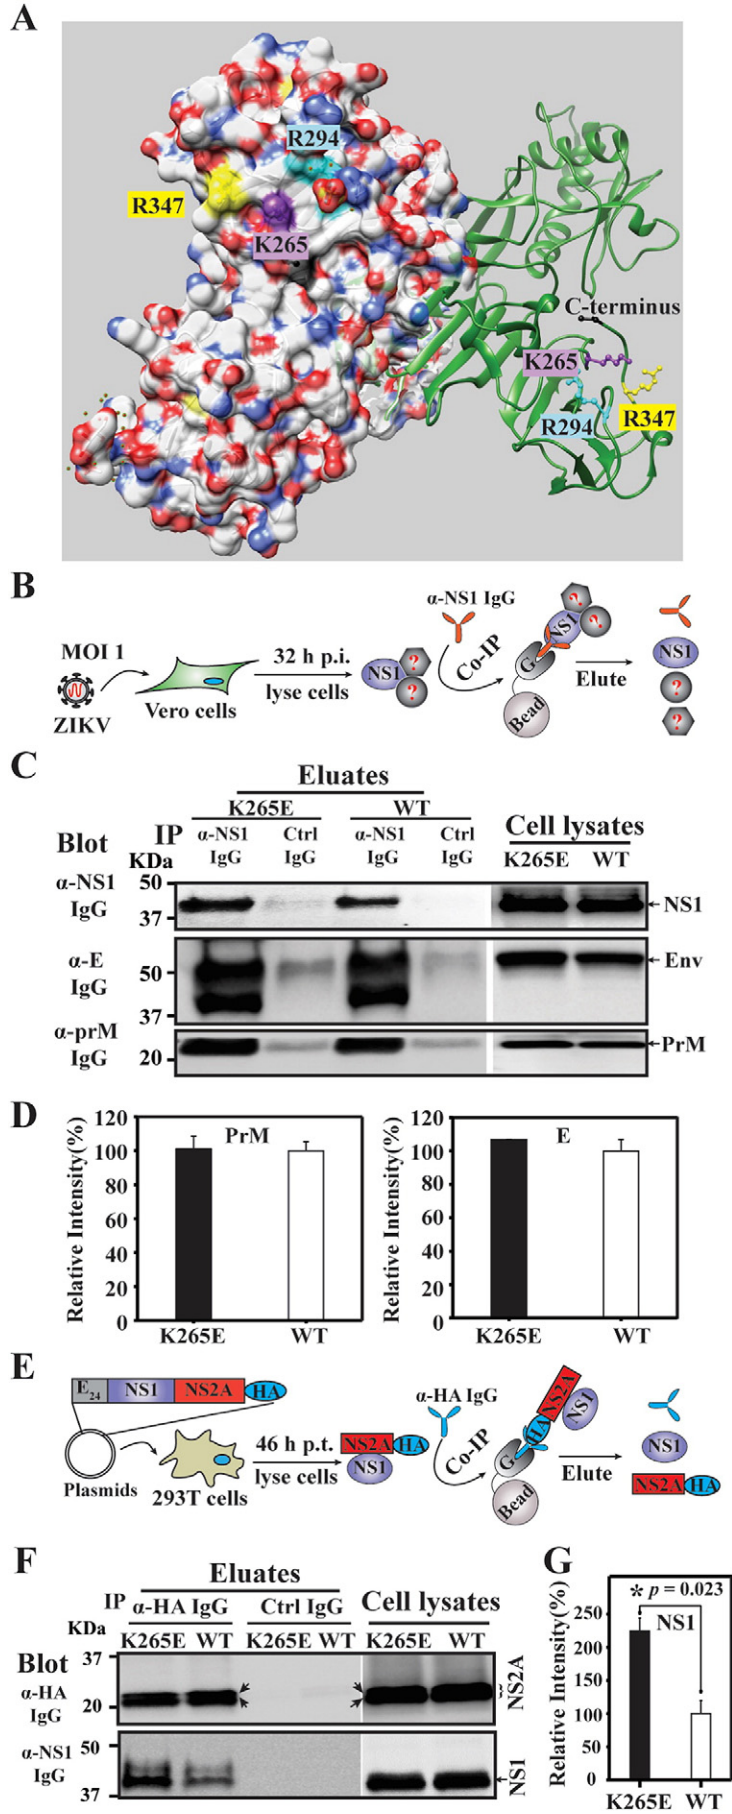 A
R294
R347
K265
C-terminus
K265
R294
R347
B
α-NS1 IgG
MOI 1
ZIKV
Vero cells
32 h p.i.
lyse cells
NS1
?
?
Co-IP
G
NS1
?
?
Bead
Elute
NS1
?
?
C
Eluates
K265E WT
Cell lysates
Blot IP α-NS1 IgG Ctrl IgG α-NS1 IgG Ctrl IgG K265E WT
KDa
α-NS1 IgG
50
37
NS1
α-E IgG
50
37
Env
α-prM IgG
20
PrM
D
Relative Intensity(%)
120
100
80
60
40
20
0
PrM
K265E WT
Relative Intensity(%)
120
100
80
60
40
20
0
E
K265E WT
E
E24 NS1 NS2A HA
Plasmids
293T cells
46 h p.t.
lyse cells
NS2A HA
NS1
α-HA IgG
Co-IP
G
HA
NS2A
NS1
Bead
Elute
NS1
NS2A HA
F
Eluates
IP α-HA IgG Ctrl IgG Cell lysates
KDa K265E WT K265E WT K265E WT
Blot
α-HA IgG
37
20
NS2A
α-NS1 IgG
50
37
NS1
G
Relative Intensity(%)
* p = 0.023
NS1
250
200
150
100
50
0
K265E WT